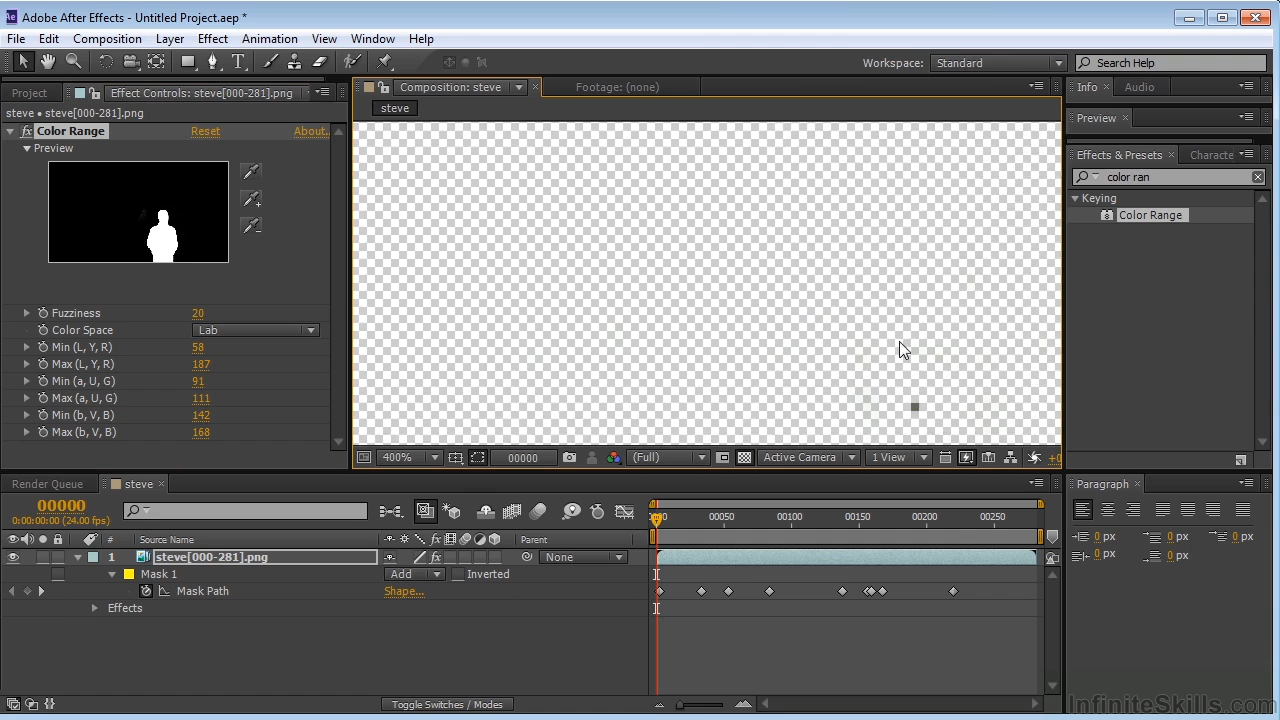 Adobe After Effects - Untitled Project.aep *
File Edit Composition Layer Effect Animation View Window Help
Workspace: Standard Search Help
Project Effect Controls: steve[000-281].png
steve • steve[000-281].png
fx Color Range Reset About..
Preview
Fuzziness 20
Color Space Lab
Min (L, Y, R) 58
Max (L, Y, R) 187
Min (a, U, G) 91
Max (a, U, G) 111
Min (b, V, B) 142
Max (b, V, B) 168
Composition: steve Footage: (none)
steve
400% 00000 (Full) Active Camera 1 View +0
Info Audio
Preview
Effects & Presets Characte
color ran
Keying
Color Range
Render Queue steve
00000
0:00:00:00 (24.00 fps)
00050 00100 00150 00200 00250
# Source Name fx Parent
1 steve[000-281].png fx None
Mask 1 Add Inverted
Mask Path Shape...
Effects
Toggle Switches / Modes
Paragraph
0 px 0 px 0 px
0 px 0 px
InfiniteSkills.com